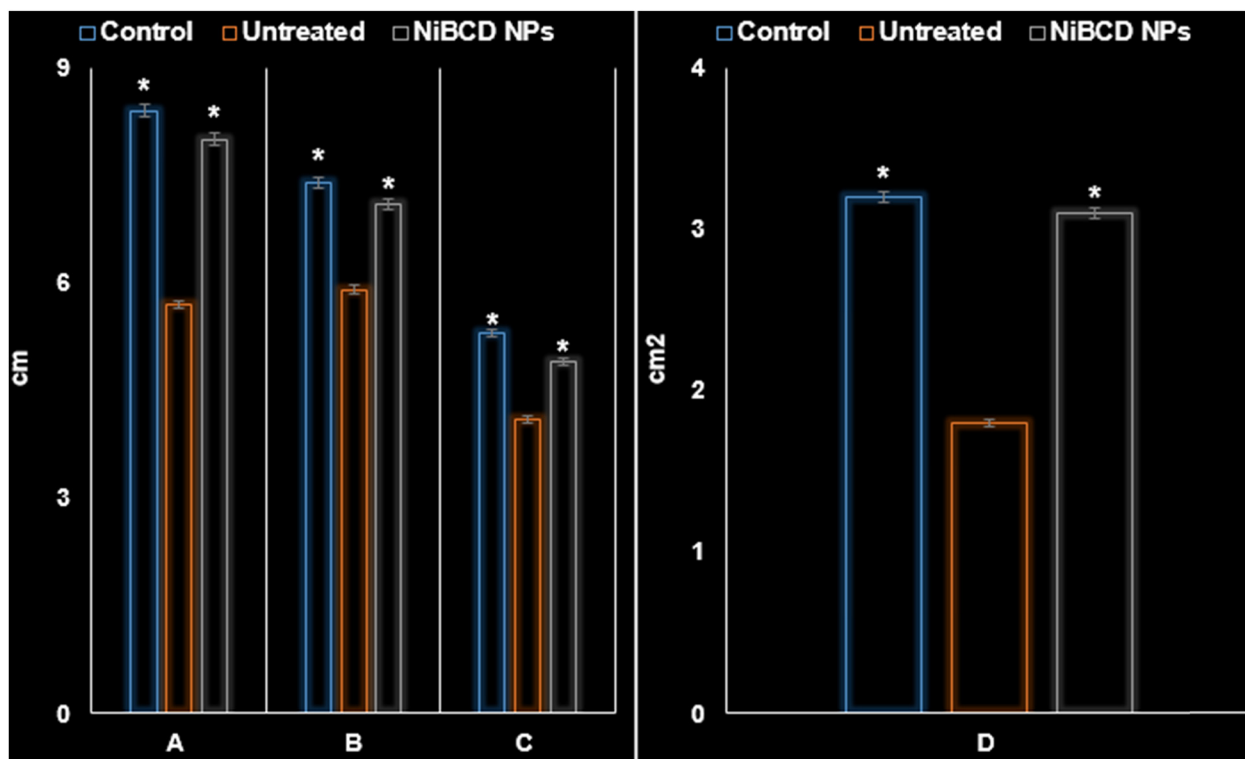 Control Untreated NiBCD NPs
9
6
3
0
cm
* *
* *
* *
A B C
Control Untreated NiBCD NPs
4
3
2
1
0
cm2
* *
D